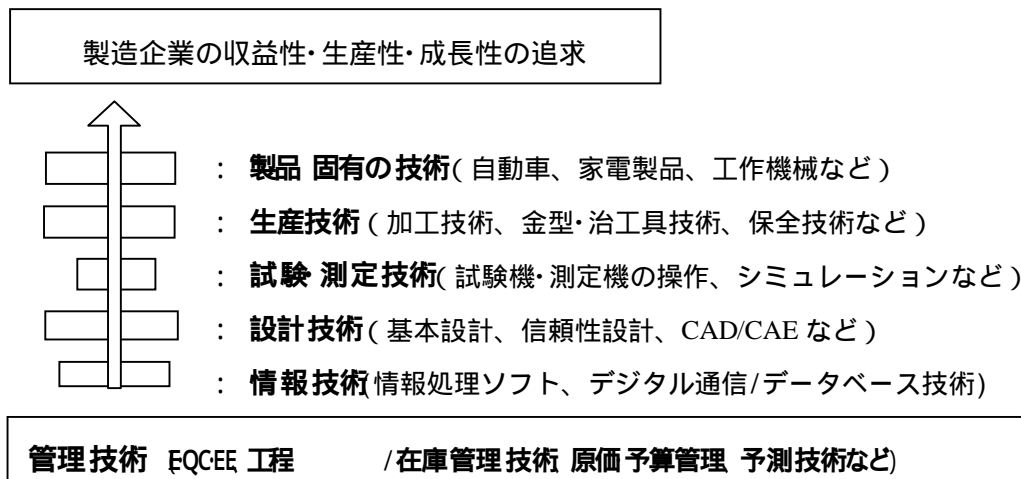 製造企業の収益性・生産性・成長性の追求
： 製品 固有の技術（自動車、家電製品、工作機械など）
： 生産技術（加工技術、金型・治工具技術、保全技術など）
： 試験・測定技術（試験機・測定機の操作、シミュレーションなど）
： 設計技術（基本設計、信頼性設計、CAD/CAE など）
： 情報技術(情報処理ソフト、デジタル通信/データベース技術)
管理技術 工程 /在庫管理技術 原価 予算管理 予測技術など)